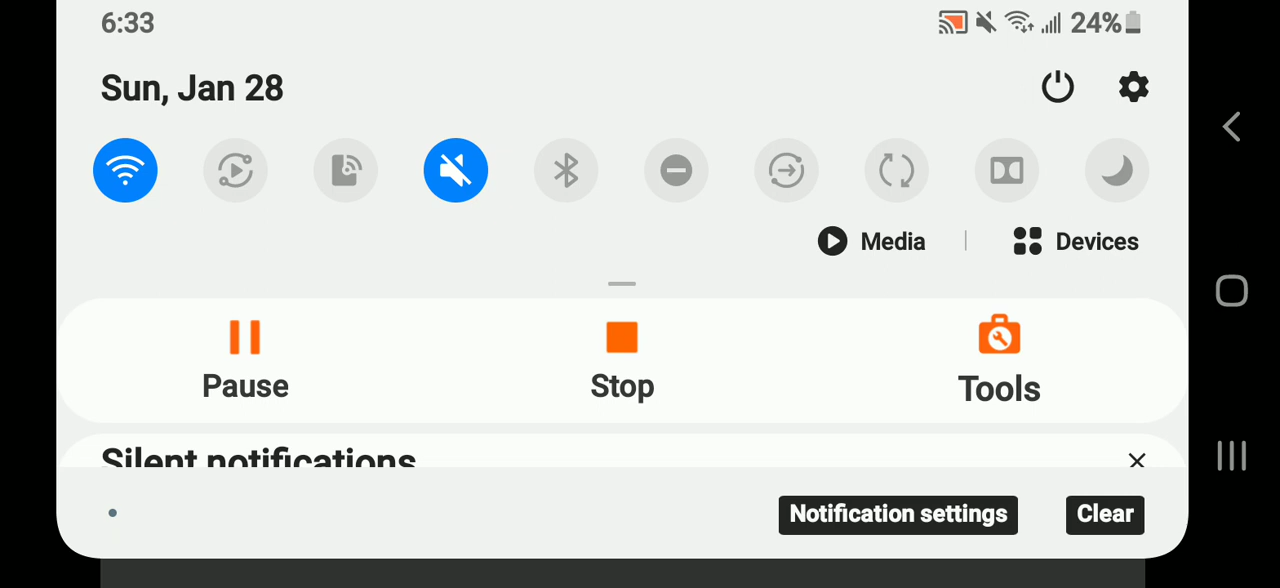 6:33
24%
Sun, Jan 28
Media
Devices
Pause
Stop
Tools
Silent notifications
Notification settings
Clear